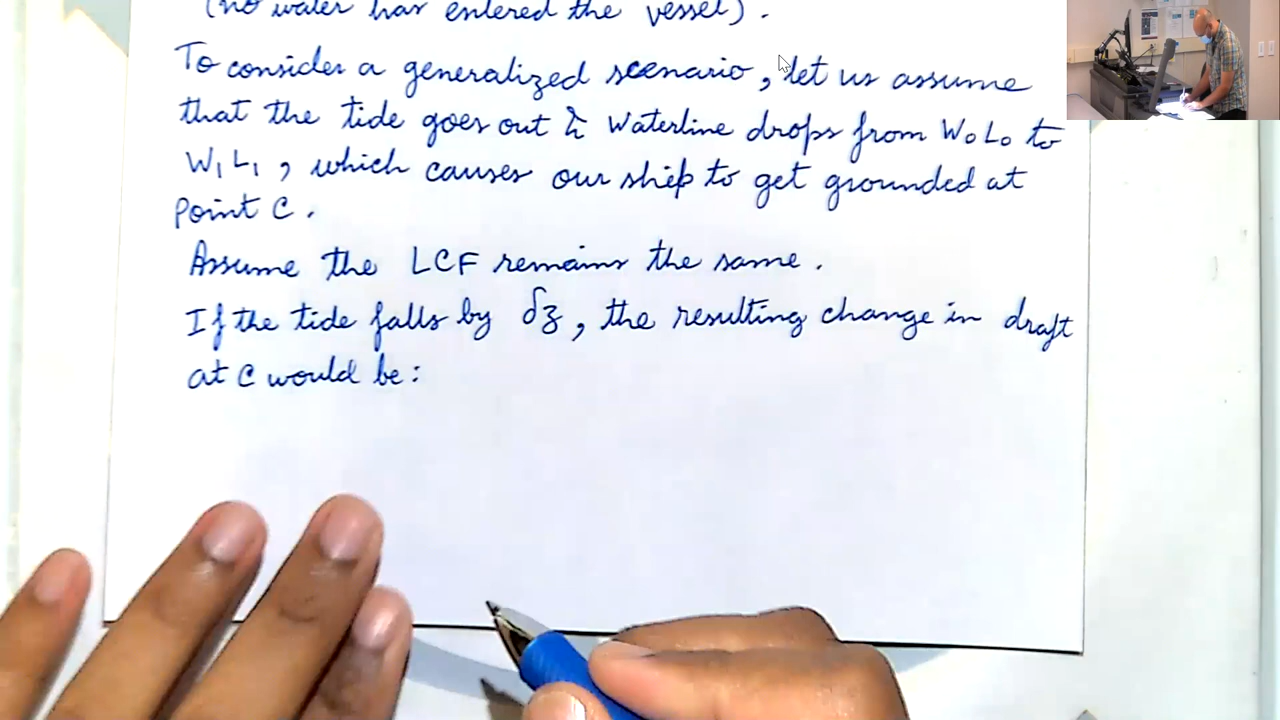 (no water has entered the vessel).
To consider a generalized scenario, let us assume
that the tide goes out & Waterline drops from W₀L₀ to
W₁L₁, which causes our ship to get grounded at
Point C.
Assume the LCF remains the same.
If the tide falls by δz, the resulting change in draft
at C would be: